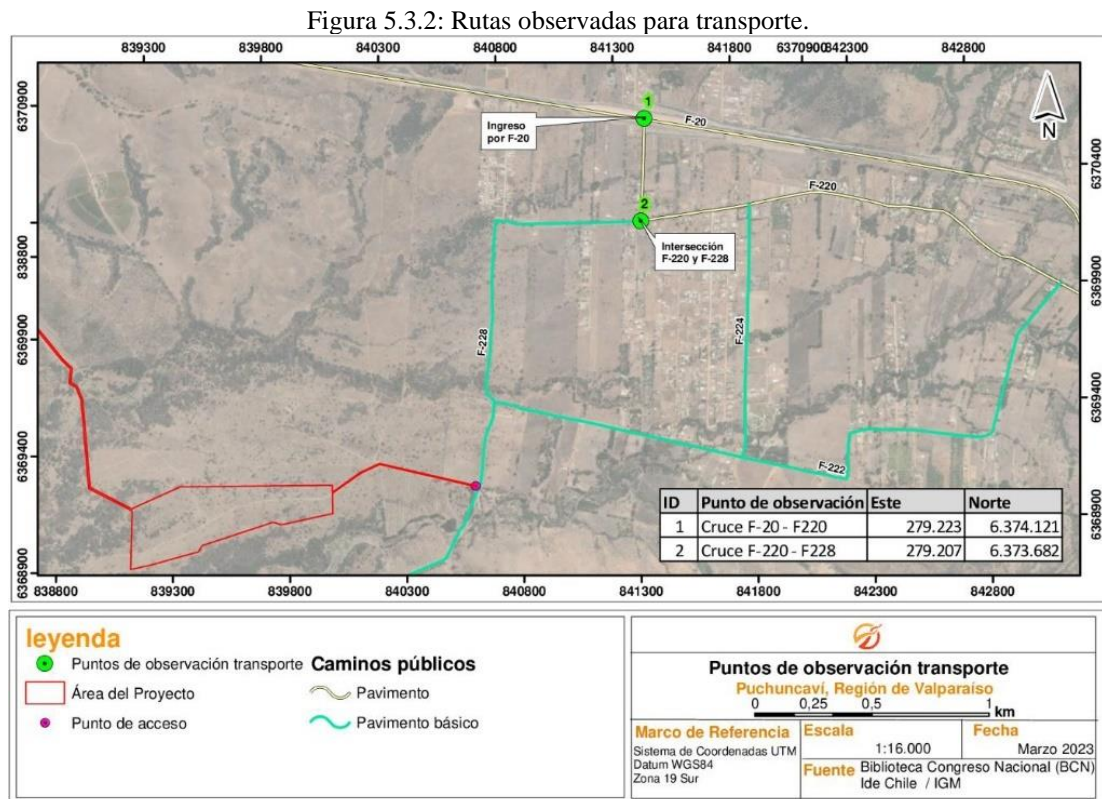 Figura 5.3.2: Rutas observadas para transporte.
839300 839800 840300 840800 841300 841800 6370900 842300 842800
6370900
1
Ingreso
por F-20
F-20
N
6370400
F-220
2
Intersección
F-220 y F-228
838800
6369900
F-228
F-224
6369900
6369400
6369400
F-222
6368900
6368900
ID Punto de observación Este Norte
1 Cruce F-20 - F220 279.223 6.374.121
2 Cruce F-220 - F228 279.207 6.373.682
838800 839300 839800 840300 840800 841300 841800 842300 842800
leyenda
Puntos de observación transporte
Área del Proyecto
Punto de acceso
Caminos públicos
Pavimento
Pavimento básico
Puntos de observación transporte
Puchuncaví, Región de Valparaíso
0 0,25 0,5 1
km
Marco de Referencia
Sistema de Coordenadas UTM
Datum WGS84
Zona 19 Sur
Escala
1:16.000
Fecha
Marzo 2023
Fuente Biblioteca Congreso Nacional (BCN)
Ide Chile / IGM